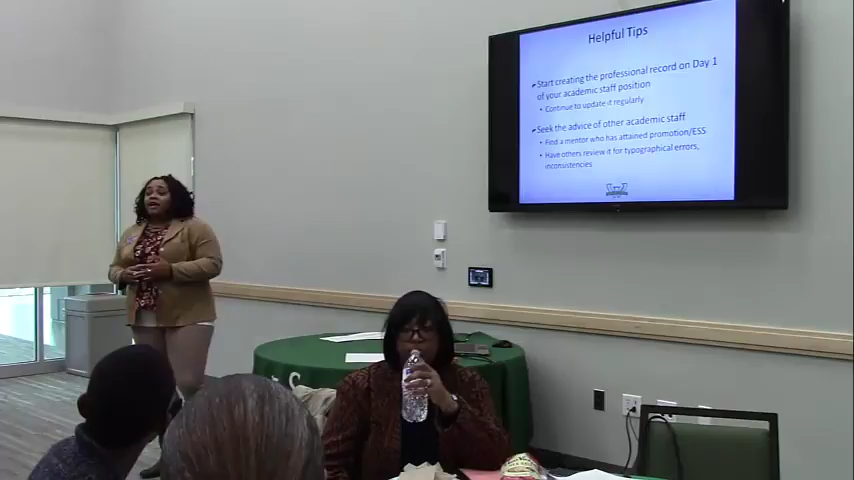 Helpful Tips
Start creating the professional record on Day 1
of your academic staff position
• Continue to update it regularly
Seek the advice of other academic staff
• Find a mentor who has attained promotion/ESS
• Have others review it for typographical errors,
inconsistencies